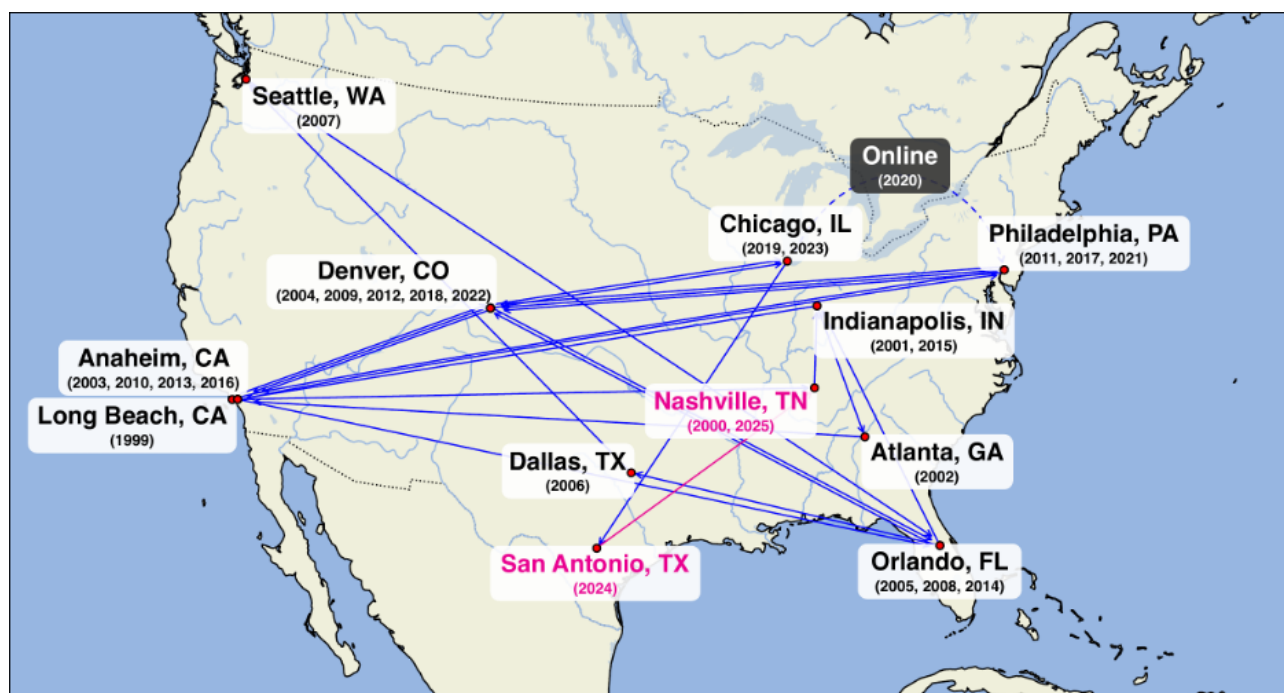 Seattle, WA
(2007)
Online
(2020)
Chicago, IL
(2019, 2023)
Philadelphia, PA
(2011, 2017, 2021)
Denver, CO
(2004, 2009, 2012, 2018, 2022)
Indianapolis, IN
(2001, 2015)
Anaheim, CA
(2003, 2010, 2013, 2016)
Long Beach, CA
(1999)
Nashville, TN
(2000, 2025)
Dallas, TX
(2006)
Atlanta, GA
(2002)
San Antonio, TX
(2024)
Orlando, FL
(2005, 2008, 2014)